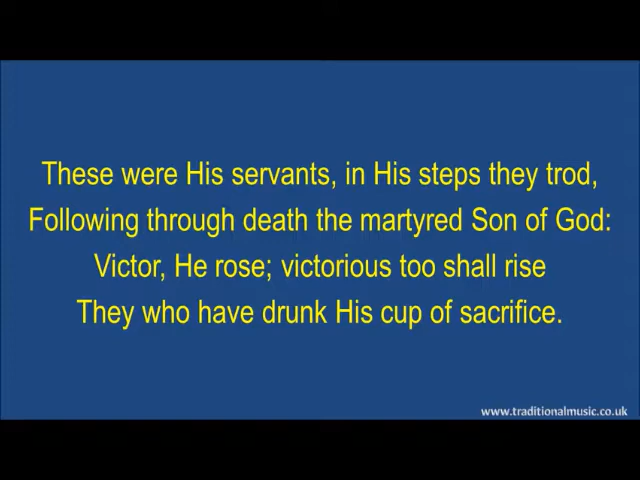 These were His servants, in His steps they trod,
Following through death the martyred Son of God:
Victor, He rose; victorious too shall rise
They who have drunk His cup of sacrifice.
www.traditionalmusic.co.uk